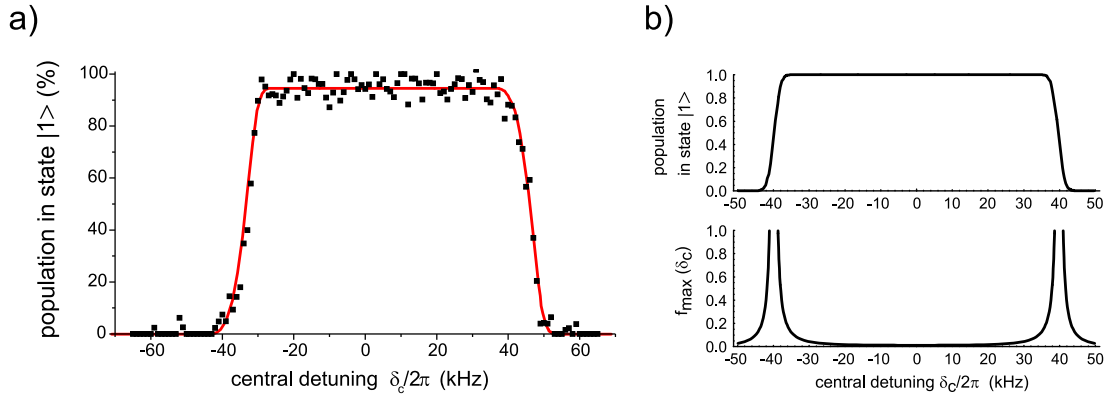 a)
population in state |1> (%)
100
80
60
40
20
0
-60 -40 -20 0 20 40 60
central detuning δc/2π (kHz)
b)
population
in state |1>
1.0
0.8
0.6
0.4
0.2
0.0
-50 -40 -30 -20 -10 0 10 20 30 40 50
fmax (δc)
1.0
0.8
0.6
0.4
0.2
0.0
-50 -40 -30 -20 -10 0 10 20 30 40 50
central detuning δc/2π (kHz)